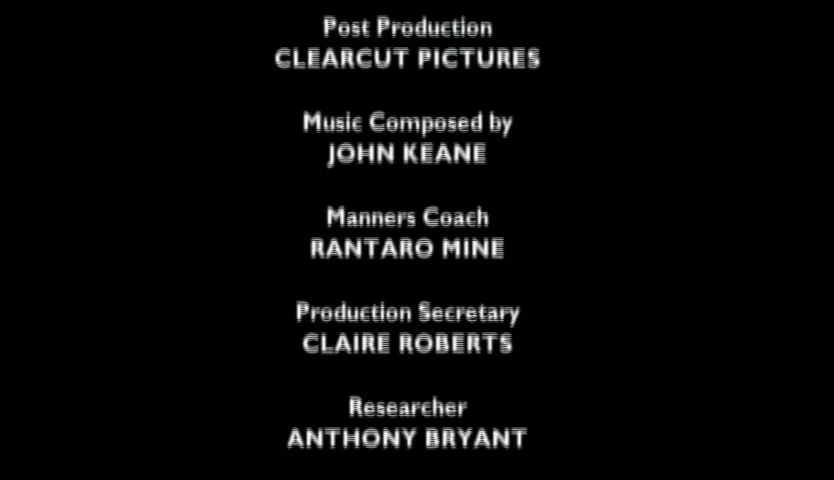 Post Production
CLEARCUT PICTURES
Music Composed by
JOHN KEANE
Manners Coach
RANTARO MINE
Production Secretary
CLAIRE ROBERTS
Researcher
ANTHONY BRYANT